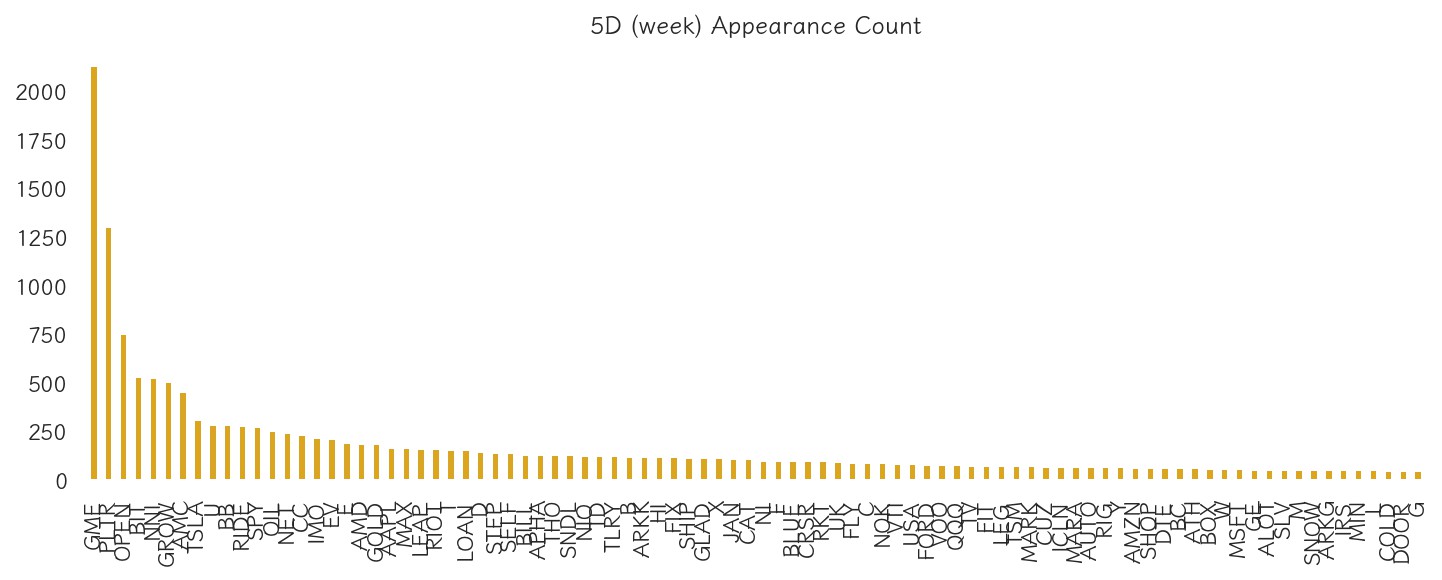 5D (week) Appearance Count
2000
1750
1500
1250
1000
750
500
250
0
GME
PLTR
OPEN
BIT
NNI
GROW
AMC
TSLA
U
BB
RIDE
SPY
OIL
NET
CC
IMO
EV
F
AMD
GOLD
AAPL
MAX
LEAP
RIOT
T
I
LOAN
D
STEP
SELF
BILL
APHA
THO
SNDL
NIO
TD
TLRY
B
ARKK
HI
FIX
SHIP
GLAD
X
JAN
CAT
NL
E
BLUE
CRSR
RKT
UK
FLY
C
NOK
VTI
USA
FORD
VOO
QQQ
TV
FIT
LEG
TSM
MARK
CUZ
ICLN
MARA
AUTO
RIG
Y
AMZN
SHOP
DTE
BC
ATH
BOX
W
MSFT
GE
ALOT
SLV
M
SNOW
ARKG
IRS
MIN
L
COLD
DOOR
K
G